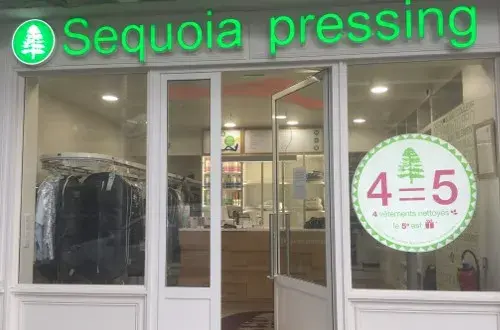 Sequoia pressing
4=5
4 vêtements nettoyés
le 5e est